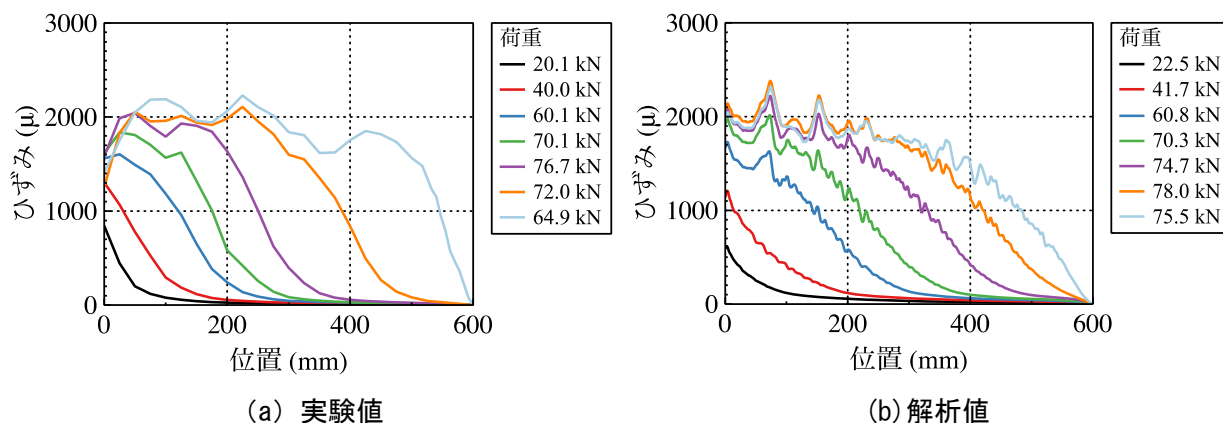 3000
2000
1000
0
0
200
400
600
ひずみ (μ)
位置 (mm)
荷重
20.1 kN
40.0 kN
60.1 kN
70.1 kN
76.7 kN
72.0 kN
64.9 kN
(a) 実験値
3000
2000
1000
0
0
200
400
600
ひずみ (μ)
位置 (mm)
荷重
22.5 kN
41.7 kN
60.8 kN
70.3 kN
74.7 kN
78.0 kN
75.5 kN
(b) 解析値